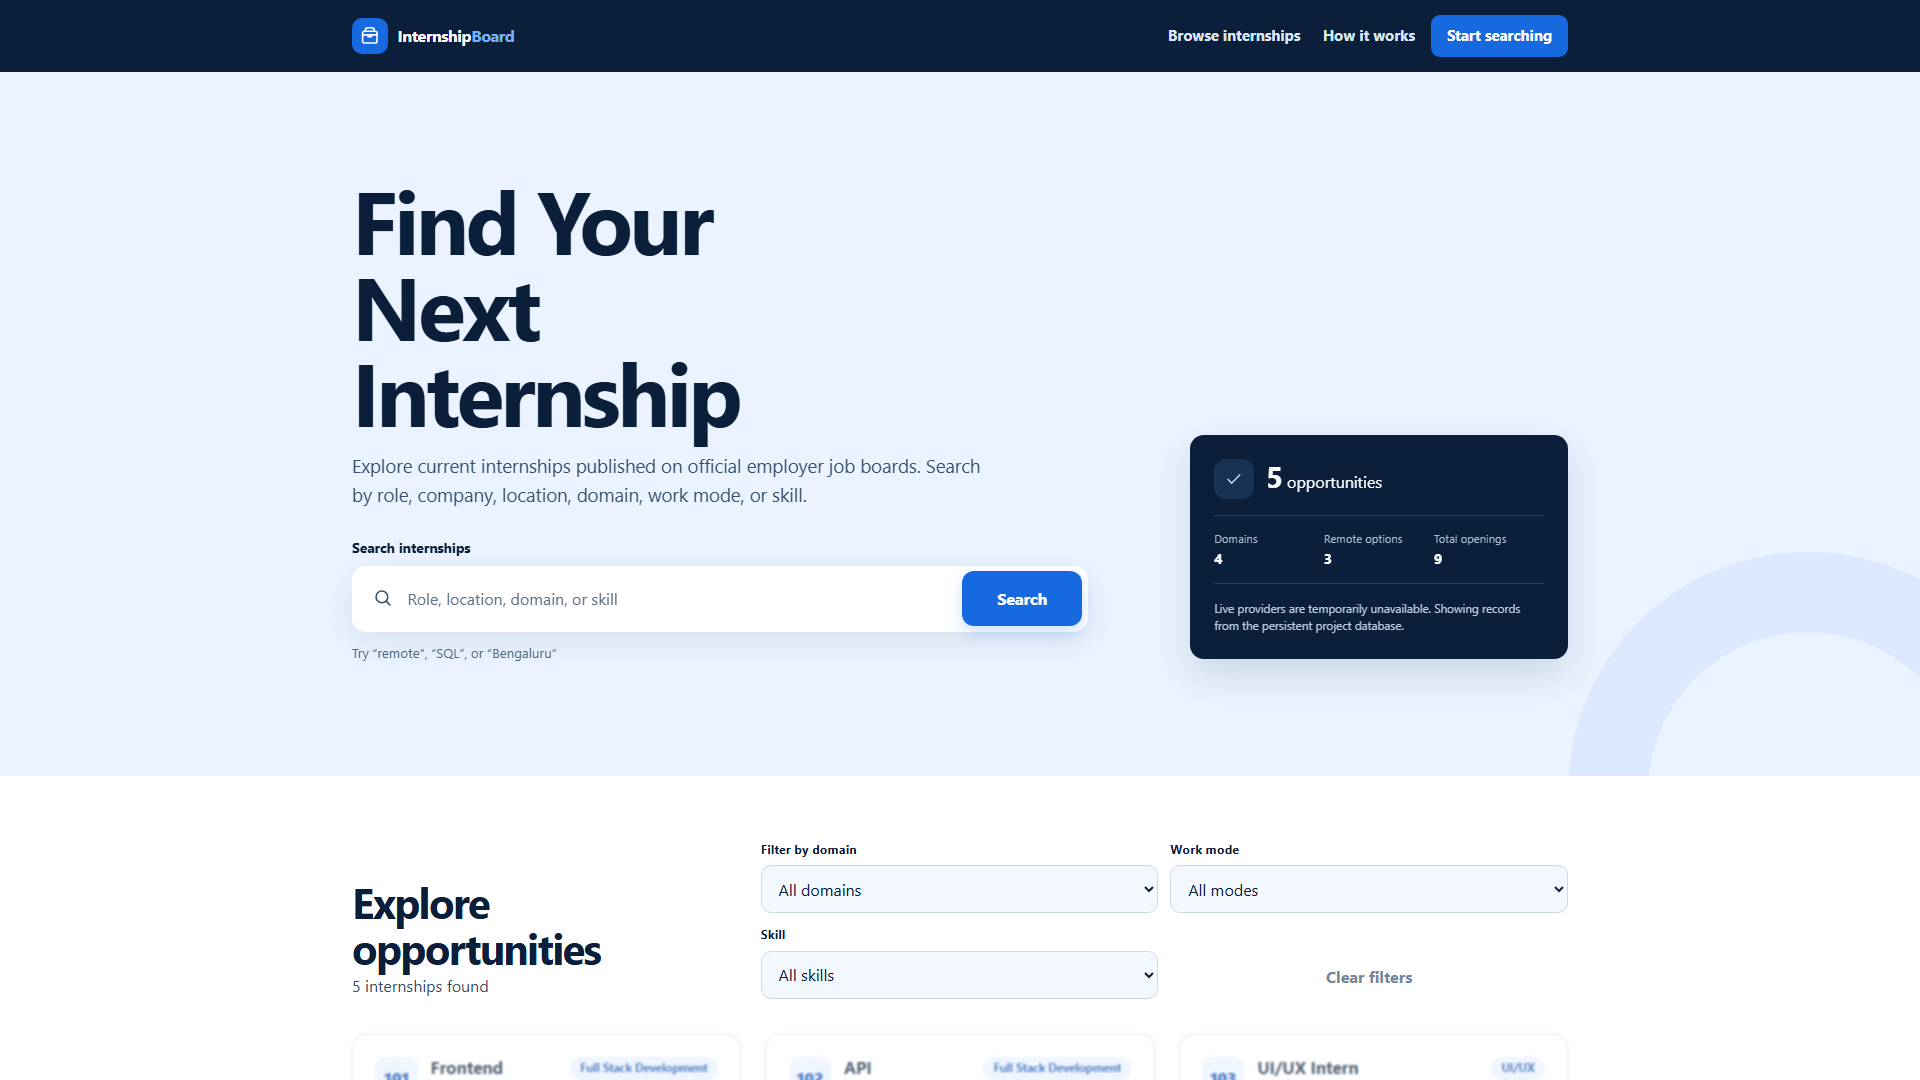 InternshipBoard
Browse internships
How it works
Start searching
Find Your
Next
Internship
Explore current internships published on official employer job boards. Search
by role, company, location, domain, work mode, or skill.
Search internships
Role, location, domain, or skill
Search
Try “remote”, “SQL”, or “Bengaluru”
5 opportunities
Domains
4
Remote options
3
Total openings
9
Live providers are temporarily unavailable. Showing records
from the persistent project database.
Explore
opportunities
5 internships found
Filter by domain
All domains
Work mode
All modes
Skill
All skills
Clear filters
101
Frontend
Full Stack Development
102
API
Full Stack Development
103
UI/UX Intern
UI/UX